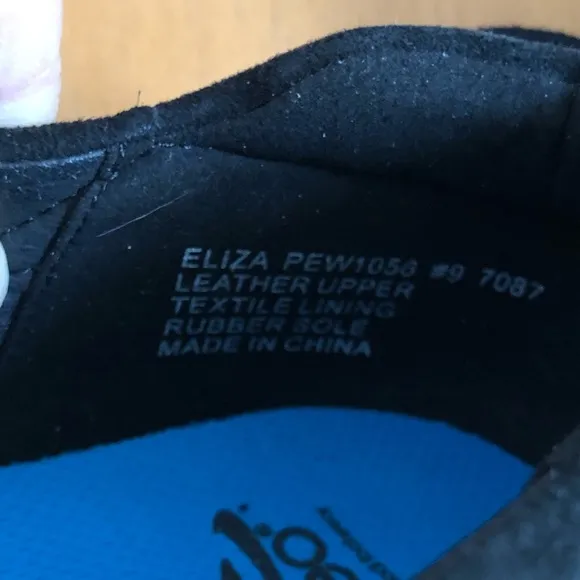 ELIZA PEW1056 #9 7087
LEATHER UPPER
TEXTILE LINING
RUBBER SOLE
MADE IN CHINA